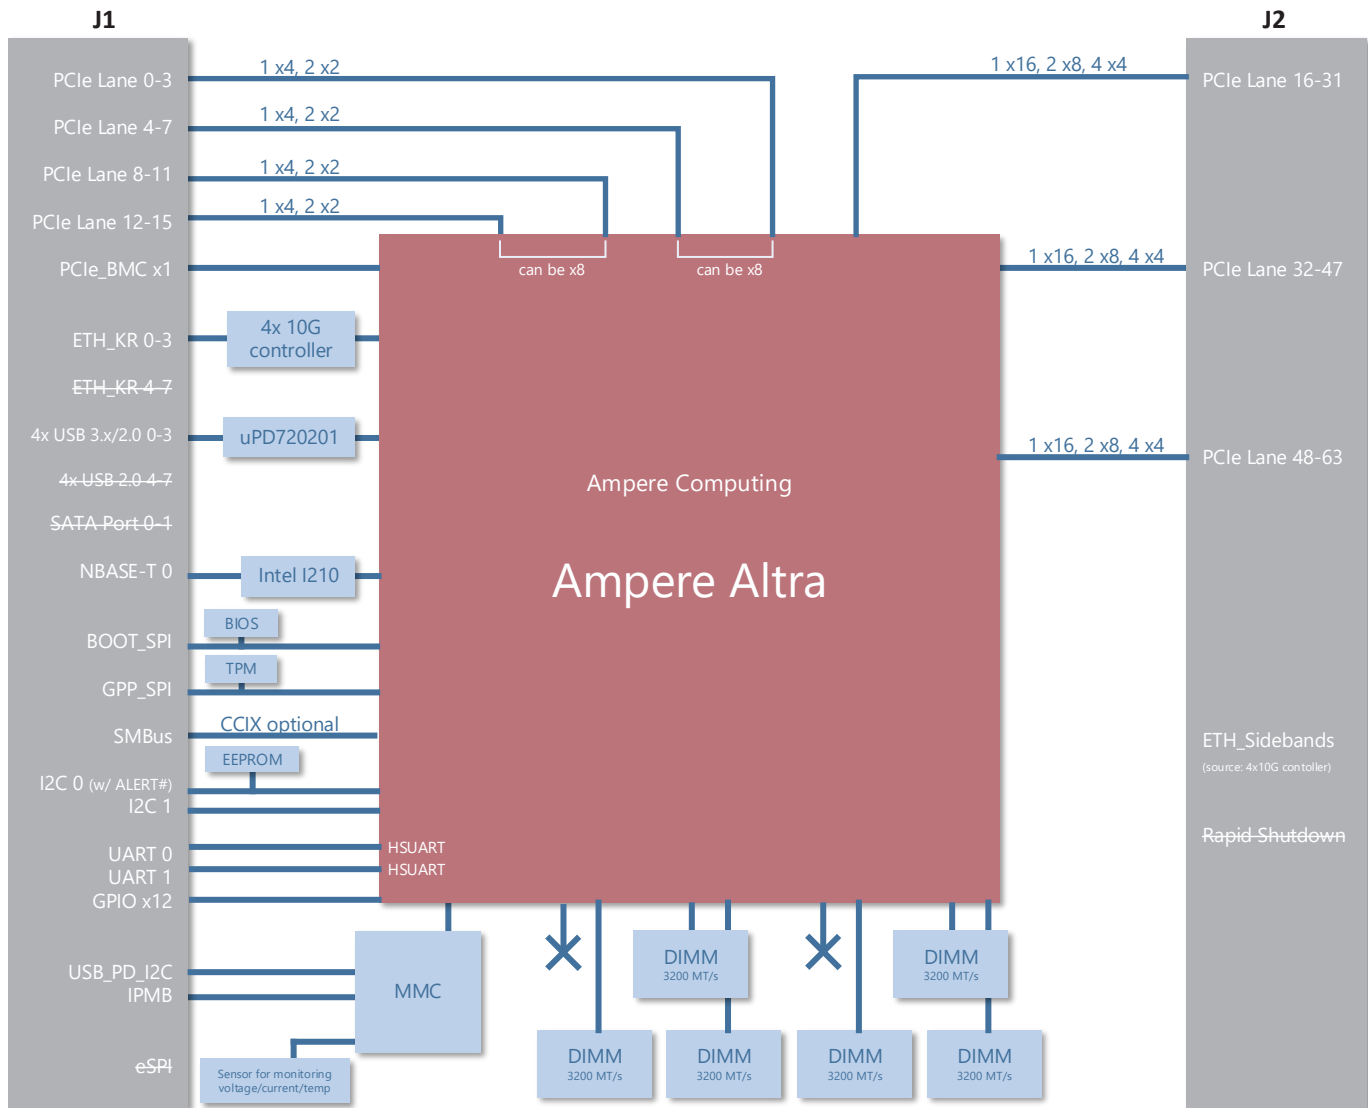 J1
J2
PCIe Lane 0-3
1 x4, 2 x2
1 x16, 2 x8, 4 x4
PCIe Lane 16-31
PCIe Lane 4-7
1 x4, 2 x2
PCIe Lane 8-11
1 x4, 2 x2
PCIe Lane 12-15
1 x4, 2 x2
PCIe_BMC x1
can be x8
can be x8
1 x16, 2 x8, 4 x4
PCIe Lane 32-47
ETH_KR 0-3
4x 10G
controller
ETH_KR 4-7
4x USB 3.x/2.0 0-3
uPD720201
1 x16, 2 x8, 4 x4
PCIe Lane 48-63
4x USB 2.0 4-7
Ampere Computing
SATA Port 0-1
NBASE-T 0
Intel I210
Ampere Altra
BIOS
BOOT_SPI
TPM
GPP_SPI
CCIX optional
SMBus
ETH_Sidebands
(source: 4x10G contoller)
EEPROM
I2C 0 (w/ ALERT#)
I2C 1
Rapid Shutdown
UART 0
HSUART
UART 1
HSUART
GPIO x12
USB_PD_I2C
IPMB
MMC
DIMM
3200 MT/s
DIMM
3200 MT/s
eSPI
Sensor for monitoring
voltage/current/temp
DIMM
3200 MT/s
DIMM
3200 MT/s
DIMM
3200 MT/s
DIMM
3200 MT/s